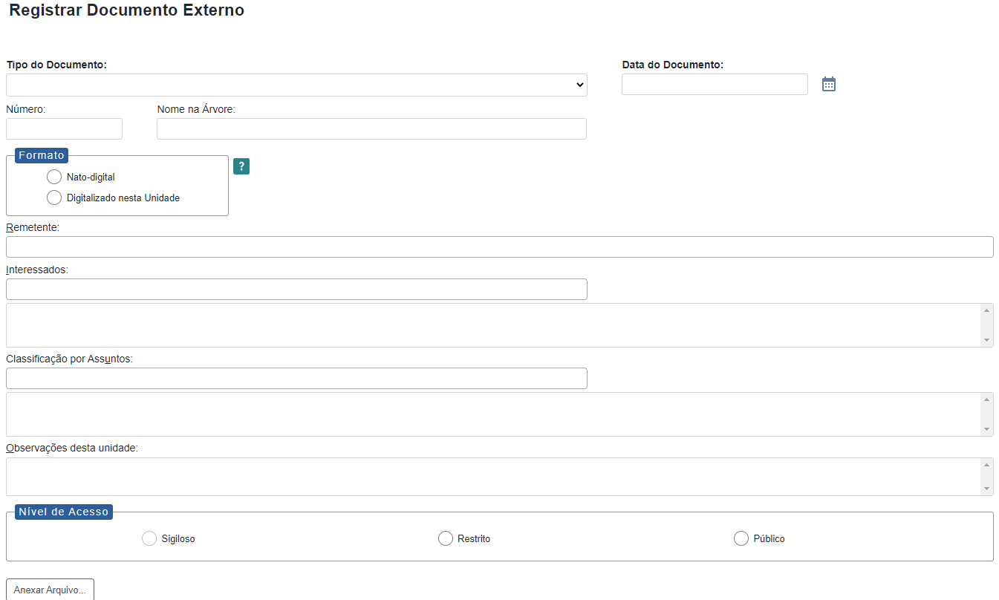 Registrar Documento Externo
Tipo do Documento: Data do Documento:
Número: Nome na Árvore:
Formato
?
Nato-digital
Digitalizado nesta Unidade
Remetente:
Interessados:
Classificação por Assuntos:
Observações desta unidade:
Nível de Acesso
Sigiloso Restrito Público
Anexar Arquivo...